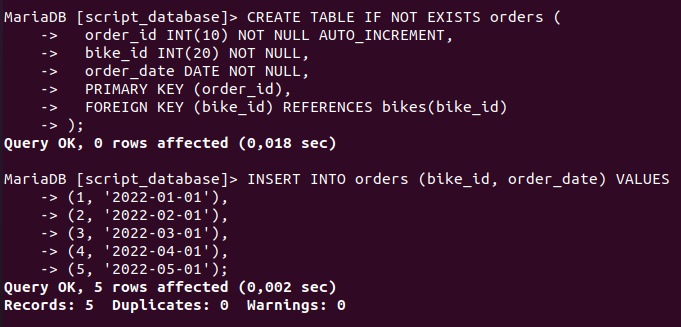 MariaDB [script_database]> CREATE TABLE IF NOT EXISTS orders (
    ->   order_id INT(10) NOT NULL AUTO_INCREMENT,
    ->   bike_id INT(20) NOT NULL,
    ->   order_date DATE NOT NULL,
    ->   PRIMARY KEY (order_id),
    ->   FOREIGN KEY (bike_id) REFERENCES bikes(bike_id)
    -> );
Query OK, 0 rows affected (0,018 sec)

MariaDB [script_database]> INSERT INTO orders (bike_id, order_date) VALUES
    -> (1, '2022-01-01'),
    -> (2, '2022-02-01'),
    -> (3, '2022-03-01'),
    -> (4, '2022-04-01'),
    -> (5, '2022-05-01');
Query OK, 5 rows affected (0,002 sec)
Records: 5  Duplicates: 0  Warnings: 0